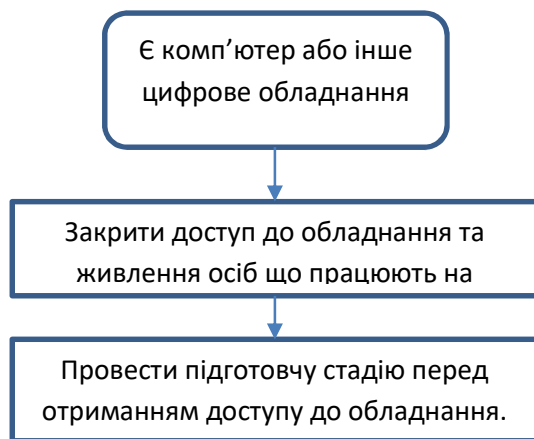 Є комп’ютер або інше
цифрове обладнання
Закрити доступ до обладнання та
живлення осіб що працюють на
Провести підготовчу стадію перед
отриманням доступу до обладнання.